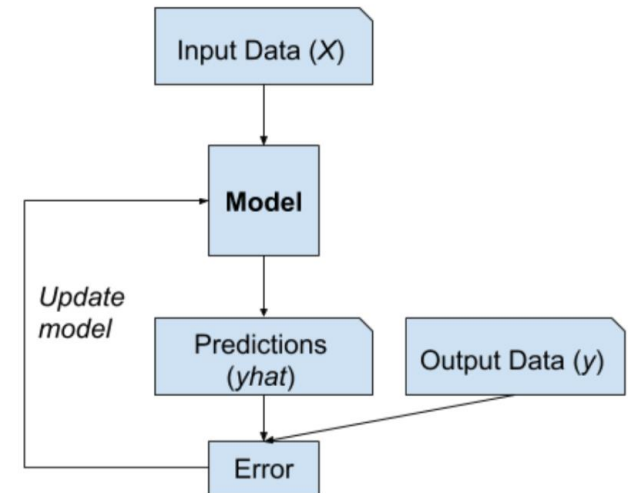 Input Data (X)
Model
Update
model
Predictions
(yhat)
Output Data (y)
Error